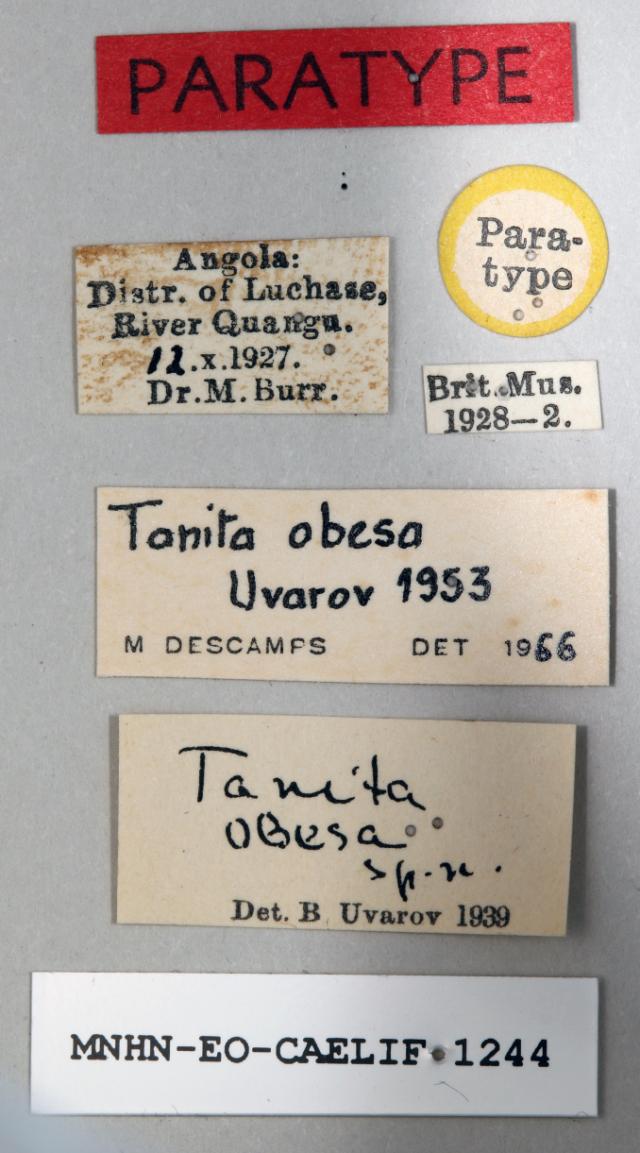 PARATYPE
Para-
type
Angola:
Distr. of Luchase,
River Quangu.
12.x.1927.
Dr. M. Burr.
Brit. Mus.
1928—2.
Tanita obesa
Uvarov 1953
M DESCAMPS DET 1966
Tanita
obesa
sp. n.
Det. B Uvarov 1939
MNHN-EO-CAELIF 1244